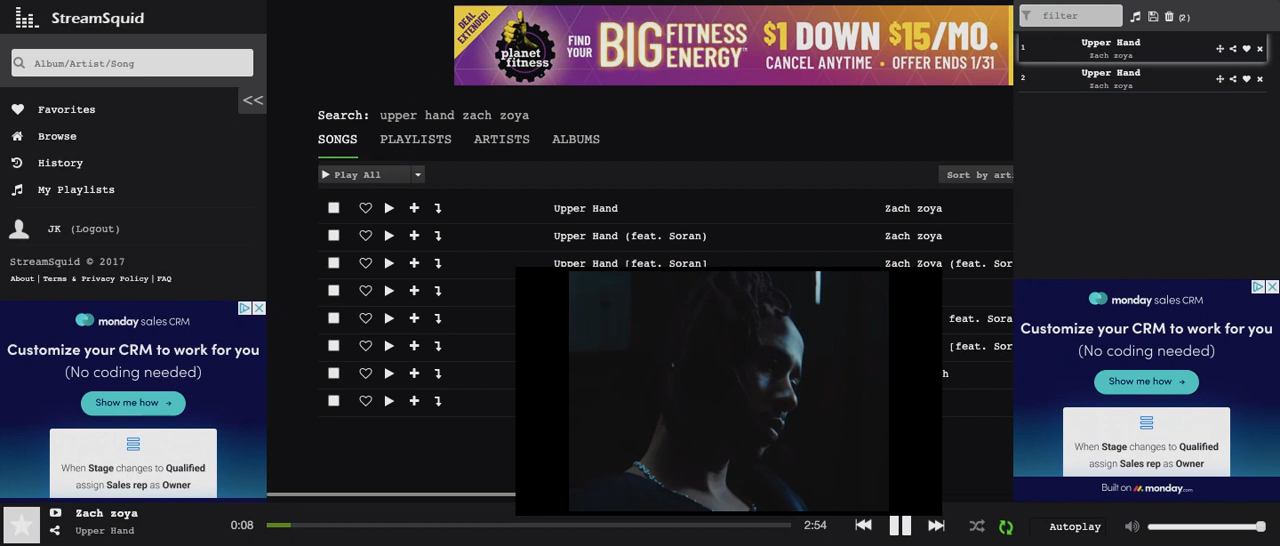 StreamSquid
Album/Artist/Song
<<
Favorites
Browse
History
My Playlists
JK (Logout)
StreamSquid © 2017
About | Terms & Privacy Policy | FAQ
monday sales CRM
Customize your CRM to work for you
(No coding needed)
Show me how →
When Stage changes to Qualified
assign Sales rep as Owner
DEAL EXTENDED!
planet fitness
FIND YOUR BIG FITNESS ENERGY™
$1 DOWN $15/MO.
CANCEL ANYTIME • OFFER ENDS 1/31
Search: upper hand zach zoya
SONGS PLAYLISTS ARTISTS ALBUMS
Play All
Sort by arti
Upper Hand Zach zoya
Upper Hand (feat. Soran) Zach zoya
Upper Hand [feat. Soran] Zach Zoya (feat. Sor
feat. Sora
[feat. Sor
h
filter
(2)
1 Upper Hand
Zach zoya
2 Upper Hand
Zach zoya
monday sales CRM
Customize your CRM to work for you
(No coding needed)
Show me how →
When Stage changes to Qualified
assign Sales rep as Owner
Built on monday.com
Zach zoya
Upper Hand
0:08
2:54
Autoplay